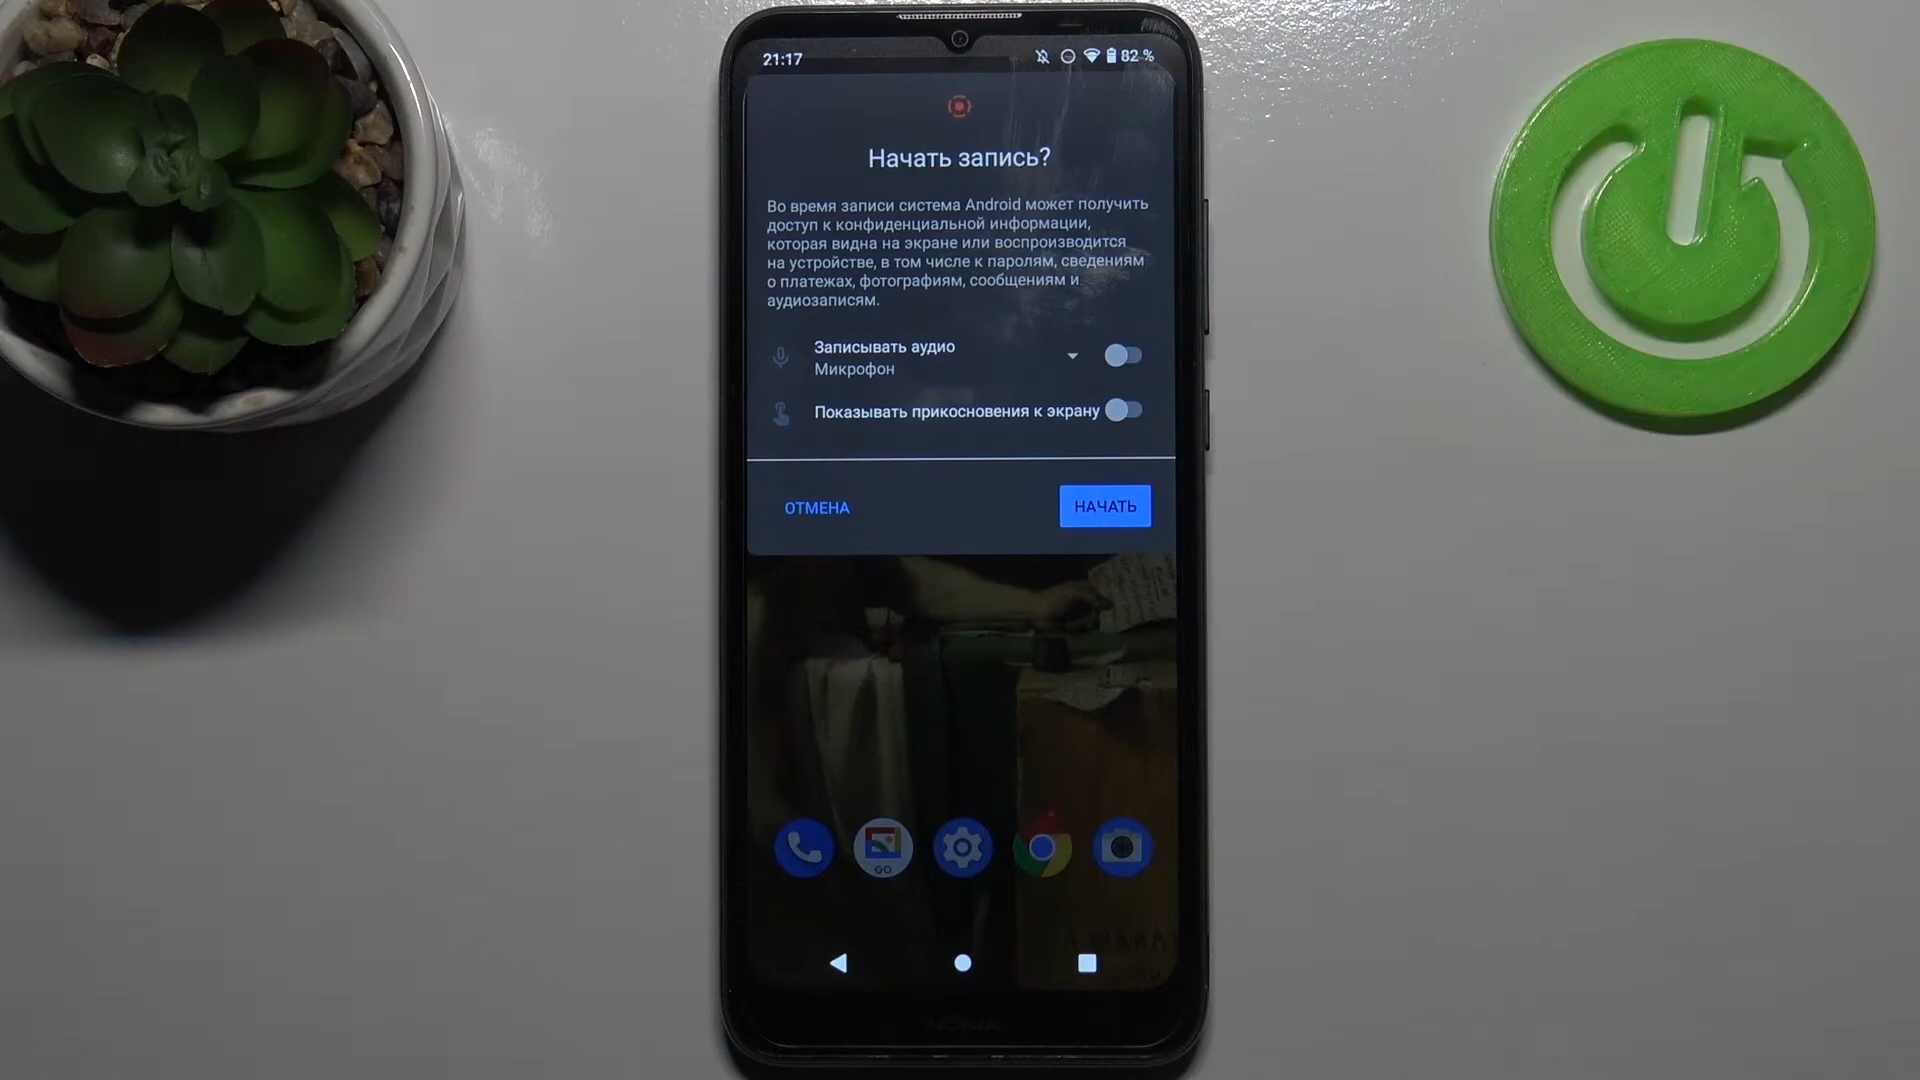 21:17
82 %
Начать запись?
Во время записи система Android может получить
доступ к конфиденциальной информации,
которая видна на экране или воспроизводится
на устройстве, в том числе к паролям, сведениям
о платежах, фотографиям, сообщениям и
аудиозаписям.
Записывать аудио
Микрофон
Показывать прикосновения к экрану
ОТМЕНА
НАЧАТЬ
GO
NOKIA